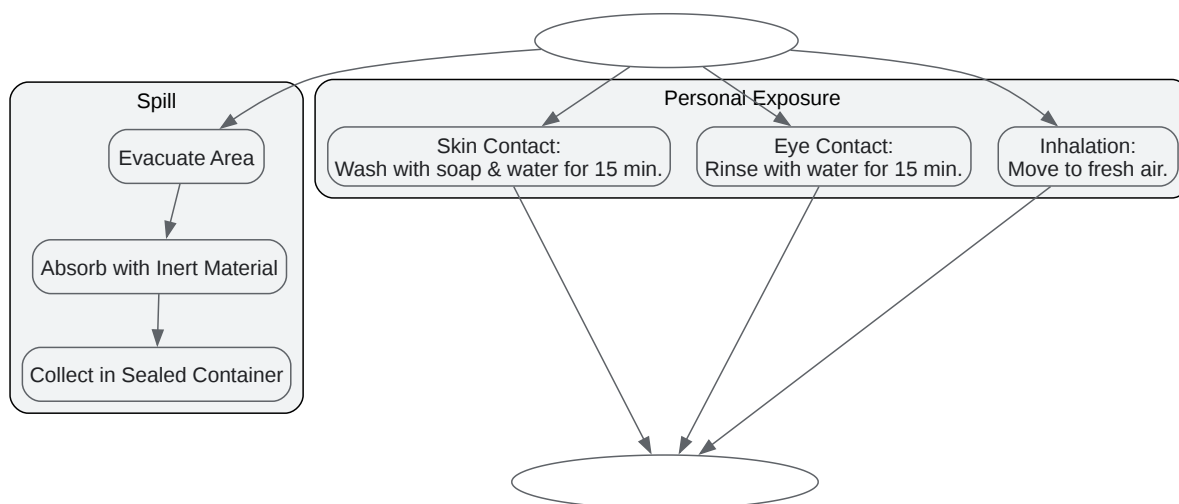 Spill
Evacuate Area
Absorb with Inert Material
Collect in Sealed Container
Personal Exposure
Skin Contact:
Wash with soap & water for 15 min.
Eye Contact:
Rinse with water for 15 min.
Inhalation:
Move to fresh air.